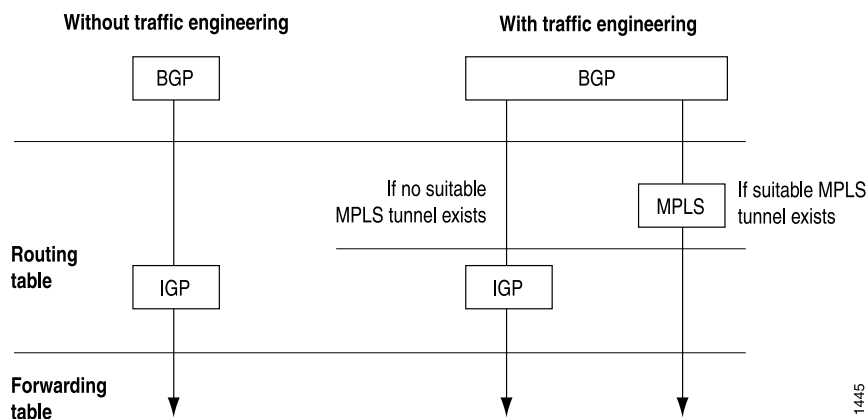 Without traffic engineering
With traffic engineering
BGP
BGP
If no suitable
MPLS tunnel exists
MPLS
If suitable MPLS
tunnel exists
Routing
table
IGP
IGP
Forwarding
table
1445